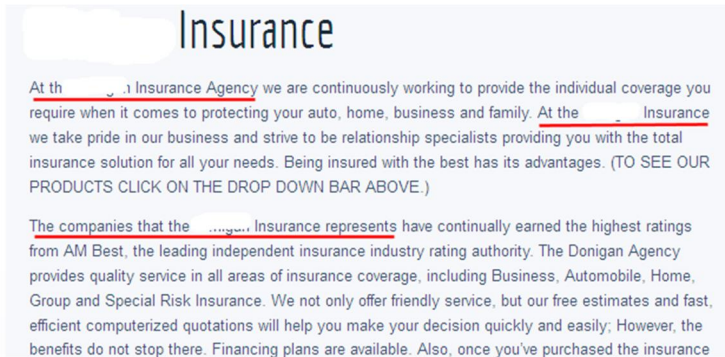 Insurance
At th Insurance Agency we are continuously working to provide the individual coverage you
require when it comes to protecting your auto, home, business and family. At the Insurance
we take pride in our business and strive to be relationship specialists providing you with the total
insurance solution for all your needs. Being insured with the best has its advantages. (TO SEE OUR
PRODUCTS CLICK ON THE DROP DOWN BAR ABOVE.)
The companies that the Insurance represents have continually earned the highest ratings
from AM Best, the leading independent insurance industry rating authority. The Donigan Agency
provides quality service in all areas of insurance coverage, including Business, Automobile, Home,
Group and Special Risk Insurance. We not only offer friendly service, but our free estimates and fast,
efficient computerized quotations will help you make your decision quickly and easily; However, the
benefits do not stop there. Financing plans are available. Also, once you've purchased the insurance